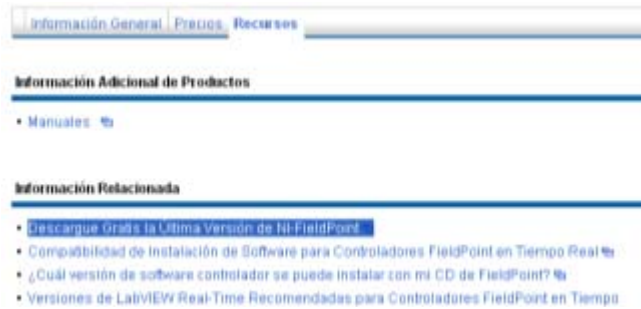 Información General Precios Recursos
Información Adicional de Productos
• Manuales
Información Relacionada
• Descargue Gratis la Última Versión de NI-FieldPoint
• Compatibilidad de Instalación de Software para Controladores FieldPoint en Tiempo Real
• ¿Cuál versión de software controlador se puede instalar con mi CD de FieldPoint?
• Versiones de LabVIEW Real-Time Recomendadas para Controladores FieldPoint en Tiempo